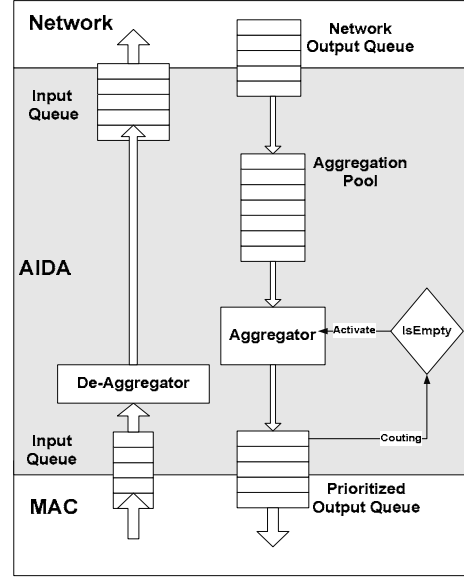 Network
Network
Output Queue
Input
Queue
Aggregation
Pool
AIDA
Aggregator
Activate
IsEmpty
De-Aggregator
Input
Queue
Couting
MAC
Prioritized
Output Queue